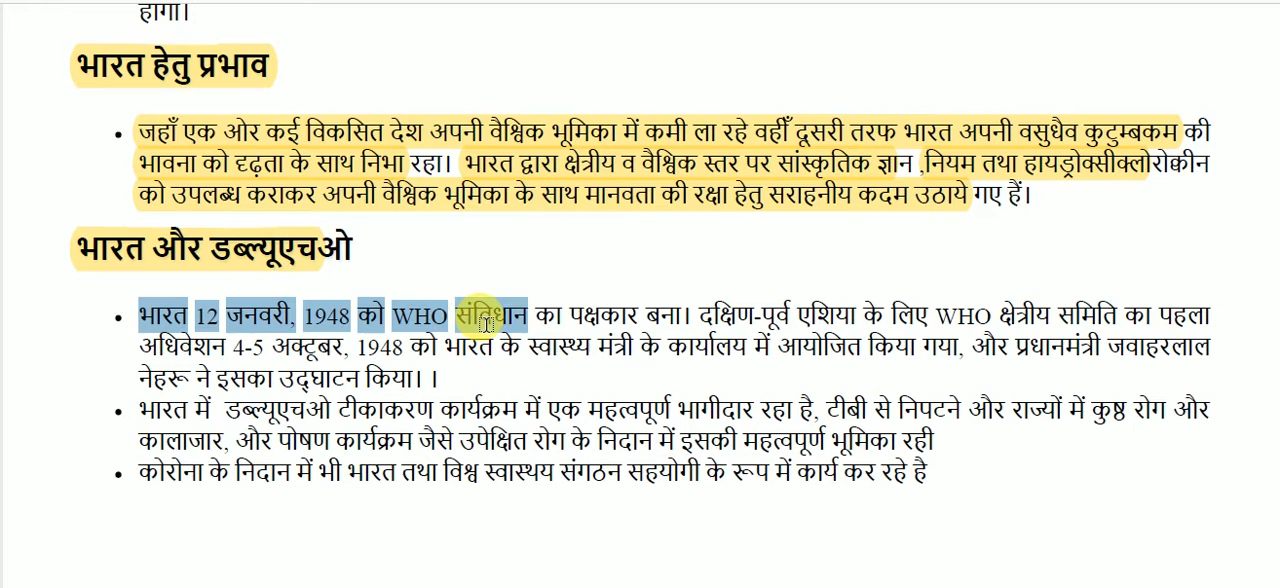 होगा।
भारत हेतु प्रभाव
• जहाँ एक ओर कई विकसित देश अपनी वैश्विक भूमिका में कमी ला रहे वहीँ दूसरी तरफ भारत अपनी वसुधैव कुटुम्बकम की
भावना को दृढ़ता के साथ निभा रहा। भारत द्वारा क्षेत्रीय व वैश्विक स्तर पर सांस्कृतिक ज्ञान ,नियम तथा हायड्रोक्सीक्लोरोक्वीन
को उपलब्ध कराकर अपनी वैश्विक भूमिका के साथ मानवता की रक्षा हेतु सराहनीय कदम उठाये गए हैं।
भारत और डब्ल्यूएचओ
• भारत 12 जनवरी, 1948 को WHO संविधान का पक्षकार बना। दक्षिण-पूर्व एशिया के लिए WHO क्षेत्रीय समिति का पहला
अधिवेशन 4-5 अक्टूबर, 1948 को भारत के स्वास्थ्य मंत्री के कार्यालय में आयोजित किया गया, और प्रधानमंत्री जवाहरलाल
नेहरू ने इसका उद्घाटन किया। ।
• भारत में डब्ल्यूएचओ टीकाकरण कार्यक्रम में एक महत्वपूर्ण भागीदार रहा है, टीबी से निपटने और राज्यों में कुष्ठ रोग और
कालाजार, और पोषण कार्यक्रम जैसे उपेक्षित रोग के निदान में इसकी महत्वपूर्ण भूमिका रही
• कोरोना के निदान में भी भारत तथा विश्व स्वास्थय संगठन सहयोगी के रूप में कार्य कर रहे है